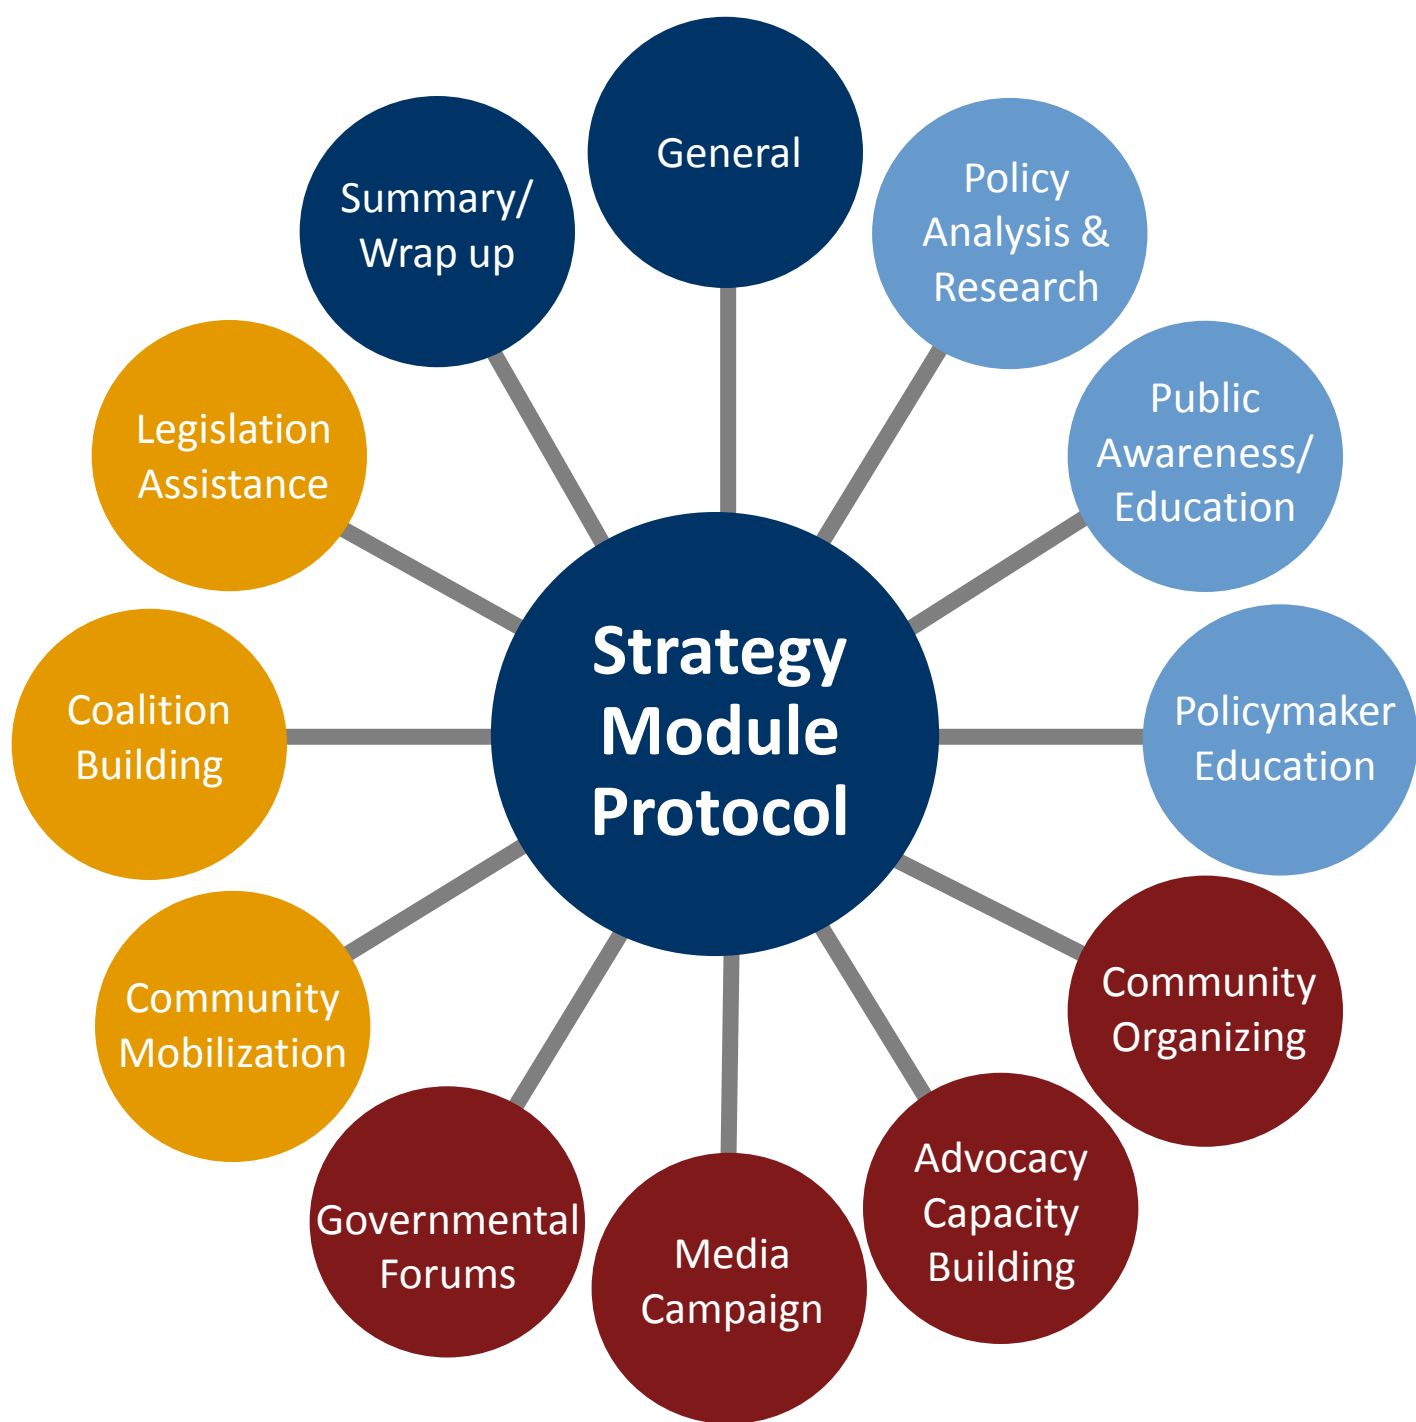 General
Policy
Analysis &
Research
Public
Awareness/
Education
Policymaker
Education
Community
Organizing
Advocacy
Capacity
Building
Media
Campaign
Governmental
Forums
Community
Mobilization
Coalition
Building
Legislation
Assistance
Summary/
Wrap up
Strategy
Module
Protocol